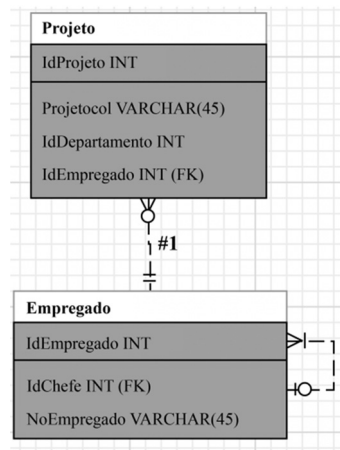 Projeto
IdProjeto INT
Projetocol VARCHAR(45)
IdDepartamento INT
IdEmpregado INT (FK)
#1
Empregado
IdEmpregado INT
IdChefe INT (FK)
NoEmpregado VARCHAR(45)